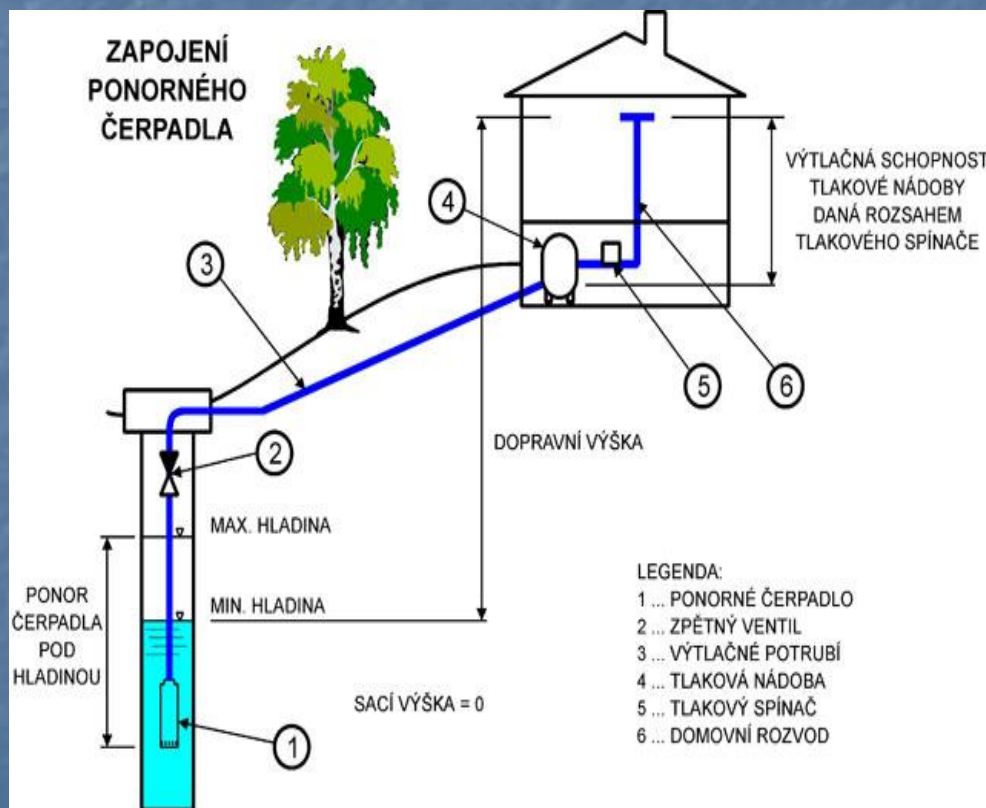 ZAPOJENÍ
PONORNÉHO
ČERPADLA
VÝTLAČNÁ SCHOPNOST
TLAKOVÉ NÁDOBY
DANÁ ROZSAHEM
TLAKOVÉHO SPÍNAČE
4
3
5
6
2
DOPRAVNÍ VÝŠKA
MAX. HLADINA
MIN. HLADINA
PONOR
ČERPADLA
POD
HLADINOU
SACÍ VÝŠKA = 0
1
LEGENDA:
1 ... PONORNÉ ČERPADLO
2 ... ZPĚTNÝ VENTIL
3 ... VÝTLAČNÉ POTRUBÍ
4 ... TLAKOVÁ NÁDOBA
5 ... TLAKOVÝ SPÍNAČ
6 ... DOMOVNÍ ROZVOD